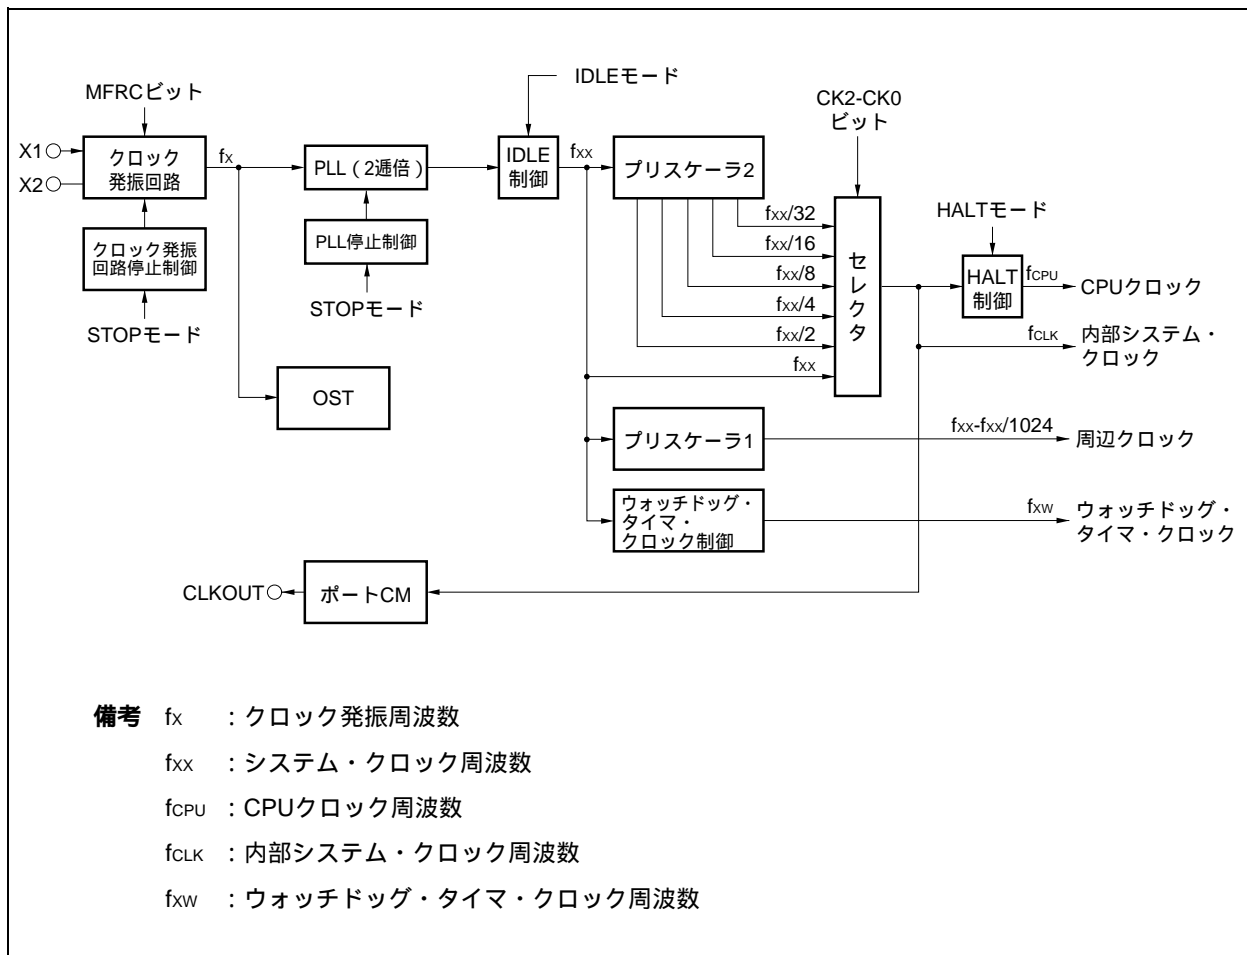 IDLEモード
MFRCビット
CK2-CK0
ビット
X1
X2
クロック
発振回路
fX
PLL（2逓倍）
IDLE
制御
fXX
プリスケーラ2
クロック発振
回路停止制御
PLL停止制御
STOPモード
STOPモード
fXX/32
fXX/16
fXX/8
fXX/4
fXX/2
fXX
セレクタ
HALTモード
HALT
制御
fCPU
CPUクロック
fCLK
内部システム・
クロック
OST
プリスケーラ1
fXX-fXX/1024
周辺クロック
ウォッチドッグ・
タイマ・
クロック制御
fXW
ウォッチドッグ・
タイマ・クロック
CLKOUT
ポートCM
備考 fX ：クロック発振周波数
fXX ：システム・クロック周波数
fCPU ：CPUクロック周波数
fCLK ：内部システム・クロック周波数
fXW ：ウォッチドッグ・タイマ・クロック周波数